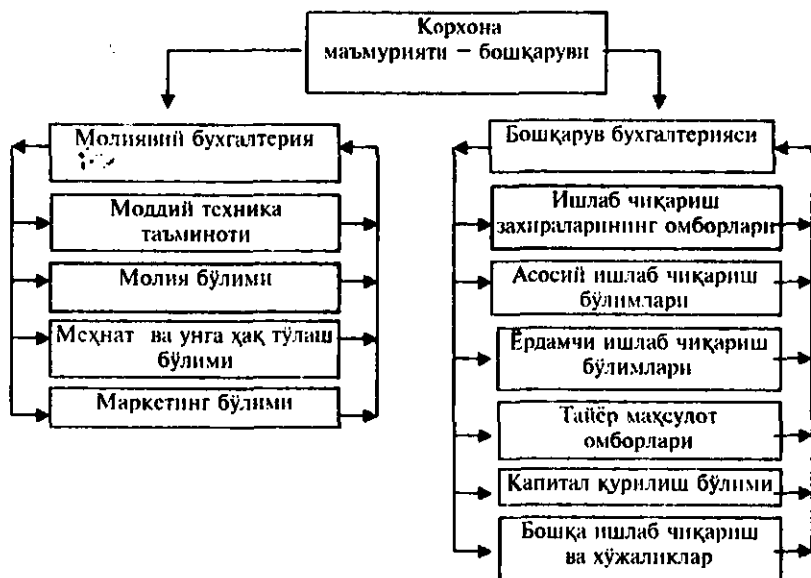 Корхона
маъмурияти – бошқаруви
Молиявий бухгалтерия
Бошқарув бухгалтерияси
Моддий техника
таъминоти
Молия бўлими
Меҳнат ва унга ҳақ тўлаш
бўлими
Маркетинг бўлими
Ишлаб чиқариш
захираларининг омборлари
Асосий ишлаб чиқариш
бўлимлари
Ёрдамчи ишлаб чиқариш
бўлимлари
Тайёр маҳсулот
омборлари
Капитал қурилиш бўлими
Бошқа ишлаб чиқариш
ва хўжаликлар